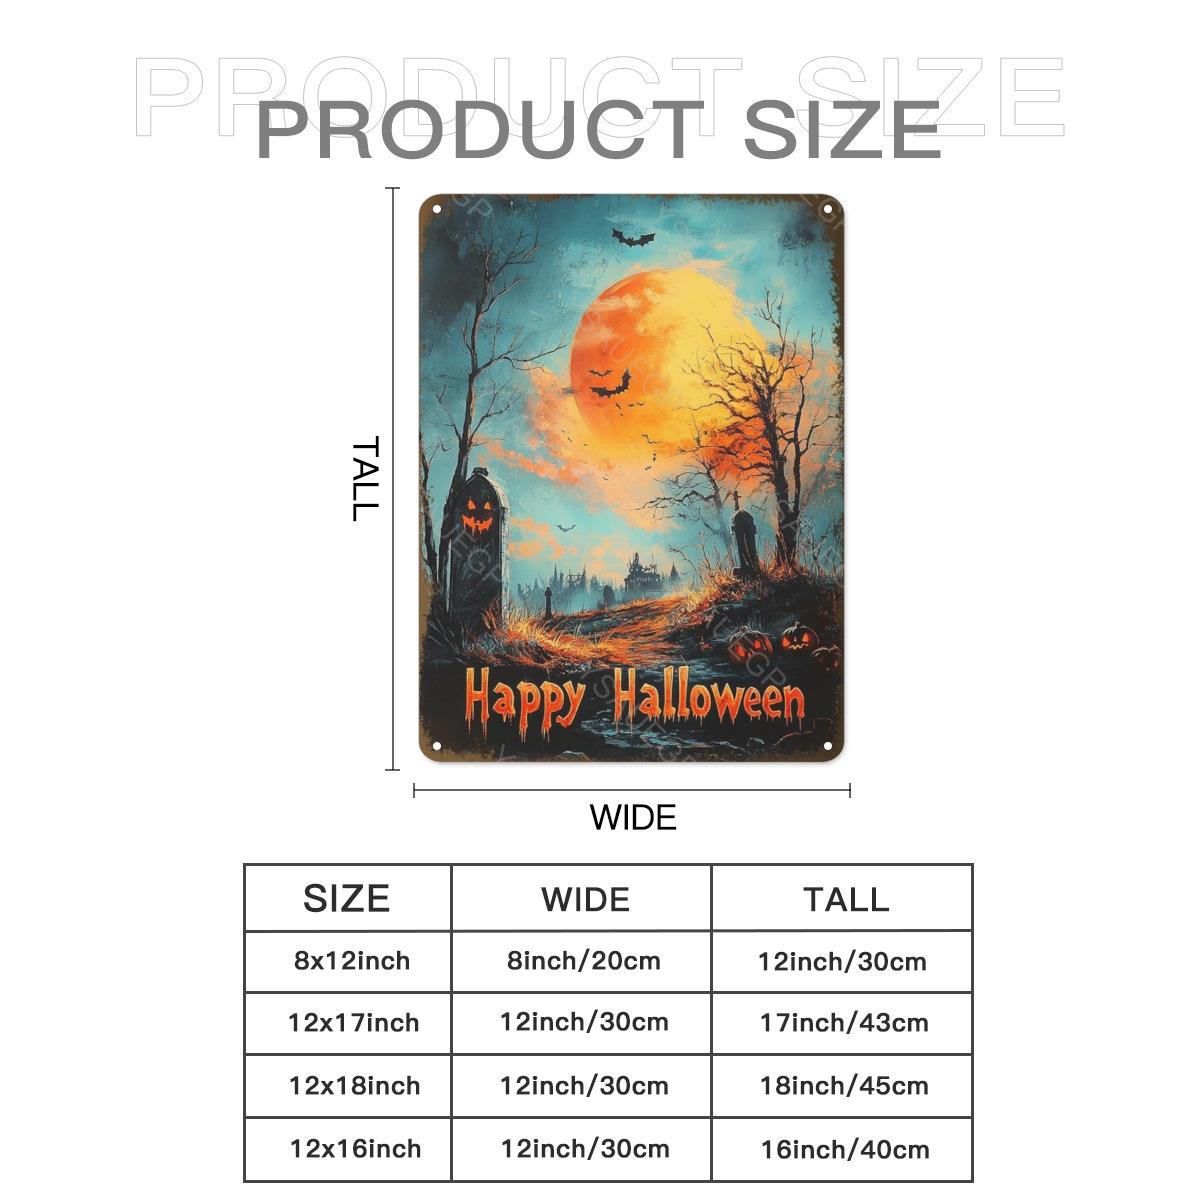 PRODUCT SIZE
PRODUCT SIZE
TALL
Happy Halloween
WIDE
SIZE WIDE TALL
8x12inch 8inch/20cm 12inch/30cm
12x17inch 12inch/30cm 17inch/43cm
12x18inch 12inch/30cm 18inch/45cm
12x16inch 12inch/30cm 16inch/40cm